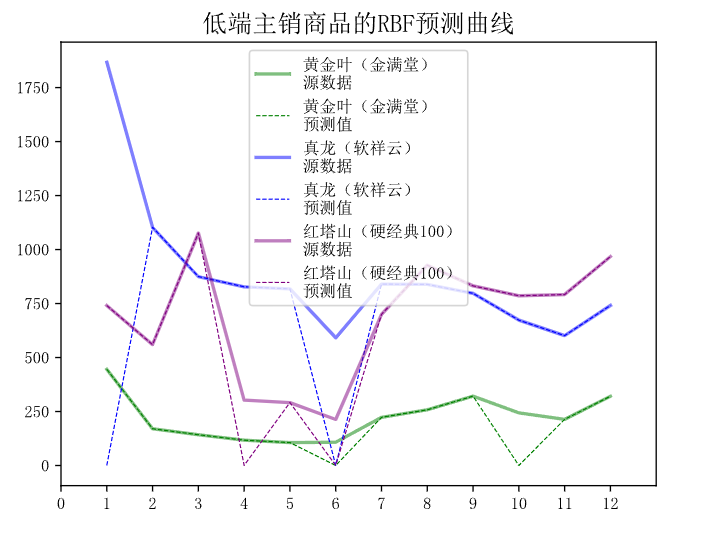 低端主销商品的RBF预测曲线
黄金叶（金满堂）
源数据
黄金叶（金满堂）
预测值
真龙（软祥云）
源数据
真龙（软祥云）
预测值
红塔山（硬经典100）
源数据
红塔山（硬经典100）
预测值
1750
1500
1250
1000
750
500
250
0
0 1 2 3 4 5 6 7 8 9 10 11 12